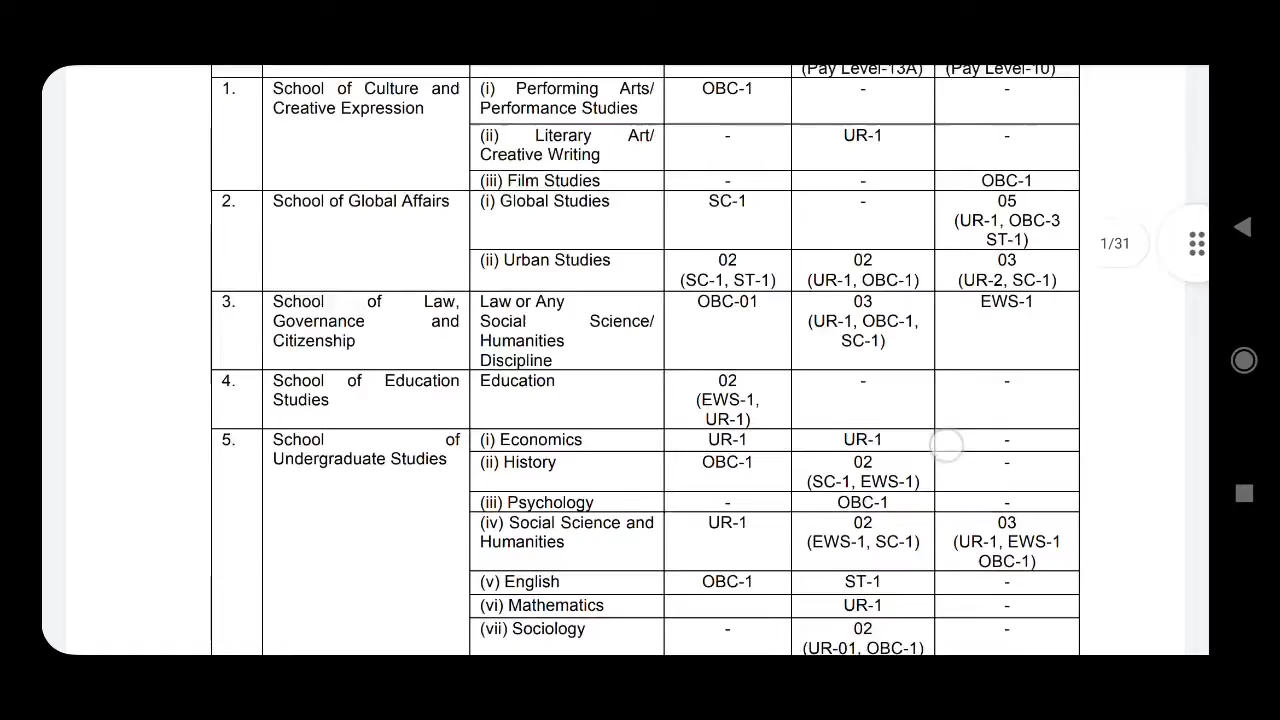 (Pay Level-13A) (Pay Level-10)
1. School of Culture and (i) Performing Arts/ OBC-1 - -
Creative Expression Performance Studies
(ii) Literary Art/ - UR-1 -
Creative Writing
(iii) Film Studies - - OBC-1
2. School of Global Affairs (i) Global Studies SC-1 - 05
(UR-1, OBC-3
ST-1)
(ii) Urban Studies 02 02 03
(SC-1, ST-1) (UR-1, OBC-1) (UR-2, SC-1)
3. School of Law, Law or Any OBC-01 03 EWS-1
Governance and Social Science/ (UR-1, OBC-1,
Citizenship Humanities SC-1)
Discipline
4. School of Education Education 02 - -
Studies (EWS-1,
UR-1)
5. School of (i) Economics UR-1 UR-1 -
Undergraduate Studies (ii) History OBC-1 02 -
(SC-1, EWS-1)
(iii) Psychology - OBC-1 -
(iv) Social Science and UR-1 02 03
Humanities (EWS-1, SC-1) (UR-1, EWS-1
OBC-1)
(v) English OBC-1 ST-1 -
(vi) Mathematics UR-1 -
(vii) Sociology - 02 -
(UR-01, OBC-1)
1/31